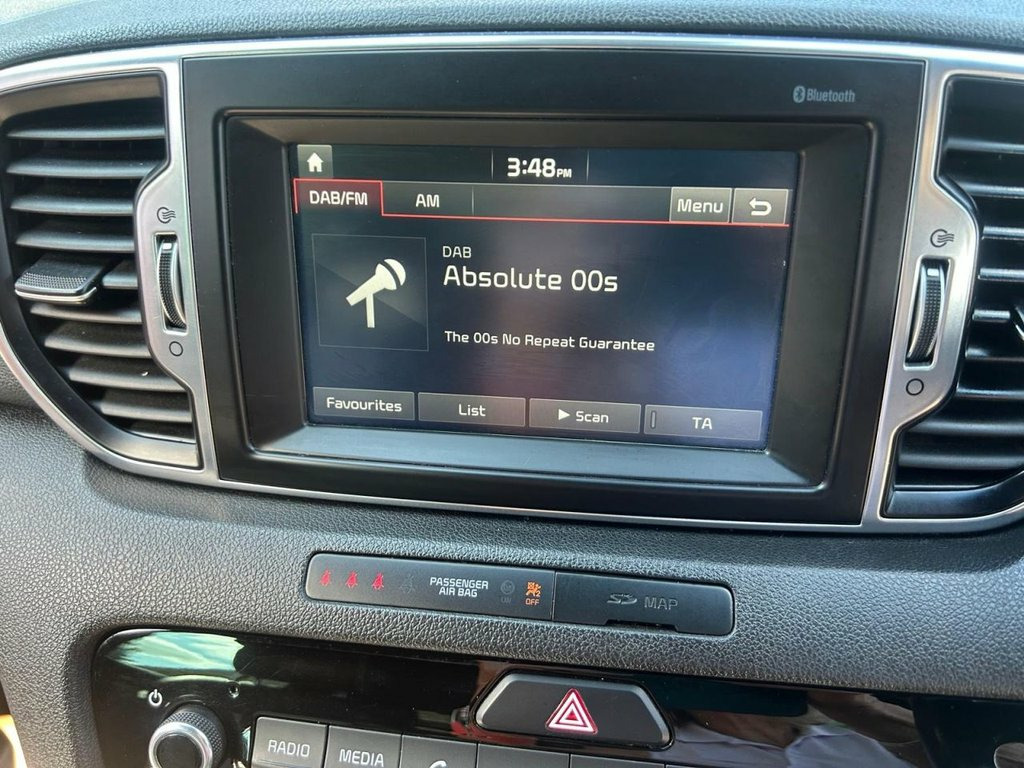 Bluetooth
3:48PM
DAB/FM AM Menu
DAB
Absolute 00s
The 00s No Repeat Guarantee
Favourites List Scan TA
PASSENGER
AIR BAG
ON
OFF
MAP
RADIO MEDIA